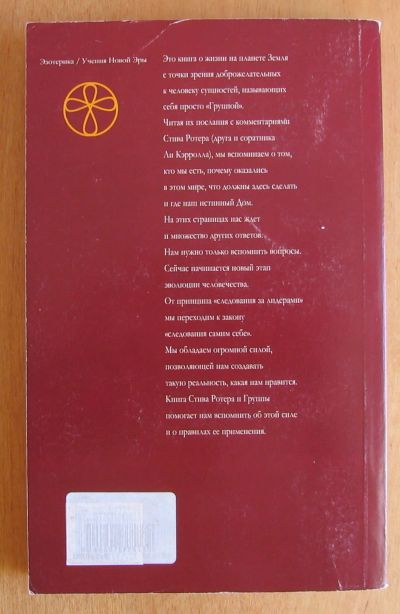 Эзотерика / Учения Новой Эры
Это книга о жизни на планете Земля
с точки зрения доброжелательных
к человеку сущностей, называющих
себя просто «Группой».
Читая их послания с комментариями
Стива Ротера (друга и соратника
Ли Кэрролла), мы вспоминаем о том,
кто мы есть, почему оказались
в этом мире, что должны здесь сделать
и где наш истинный Дом.
На этих страницах нас ждет
и множество других ответов.
Нам нужно только вспомнить вопросы.
Сейчас начинается новый этап
эволюции человечества.
От принципа «следования за лидерами»
мы переходим к закону
«следования самим себе».
Мы обладаем огромной силой,
позволяющей нам создавать
такую реальность, какая нам нравится.
Книга Стива Ротера и Группы
помогает нам вспомнить об этой силе
и о правилах ее применения.